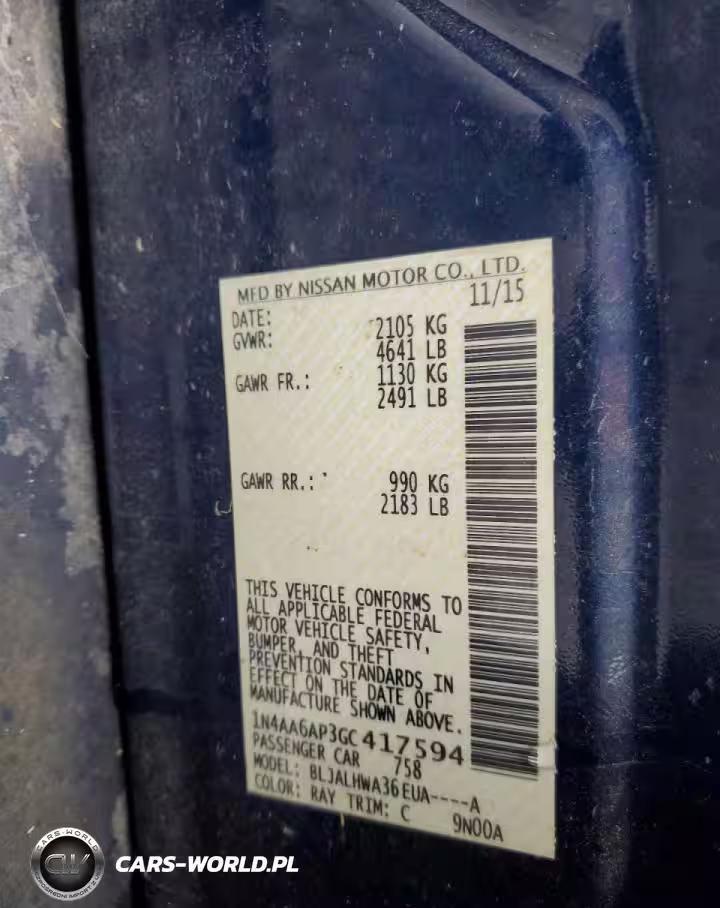 MFD BY NISSAN MOTOR CO., LTD.
DATE: 11/15
GVWR: 2105 KG
4641 LB
GAWR FR.: 1130 KG
2491 LB
GAWR RR.: 990 KG
2183 LB
THIS VEHICLE CONFORMS TO
ALL APPLICABLE FEDERAL
MOTOR VEHICLE SAFETY,
BUMPER, AND THEFT
PREVENTION STANDARDS IN
EFFECT ON THE DATE OF
MANUFACTURE SHOWN ABOVE.
1N4AA6AP3GC417594
PASSENGER CAR 758
MODEL: BLJALHWA36EUA----A
COLOR: RAY TRIM: C 9N00A
CARS-WORLD
CW
CARS-WORLD.PL